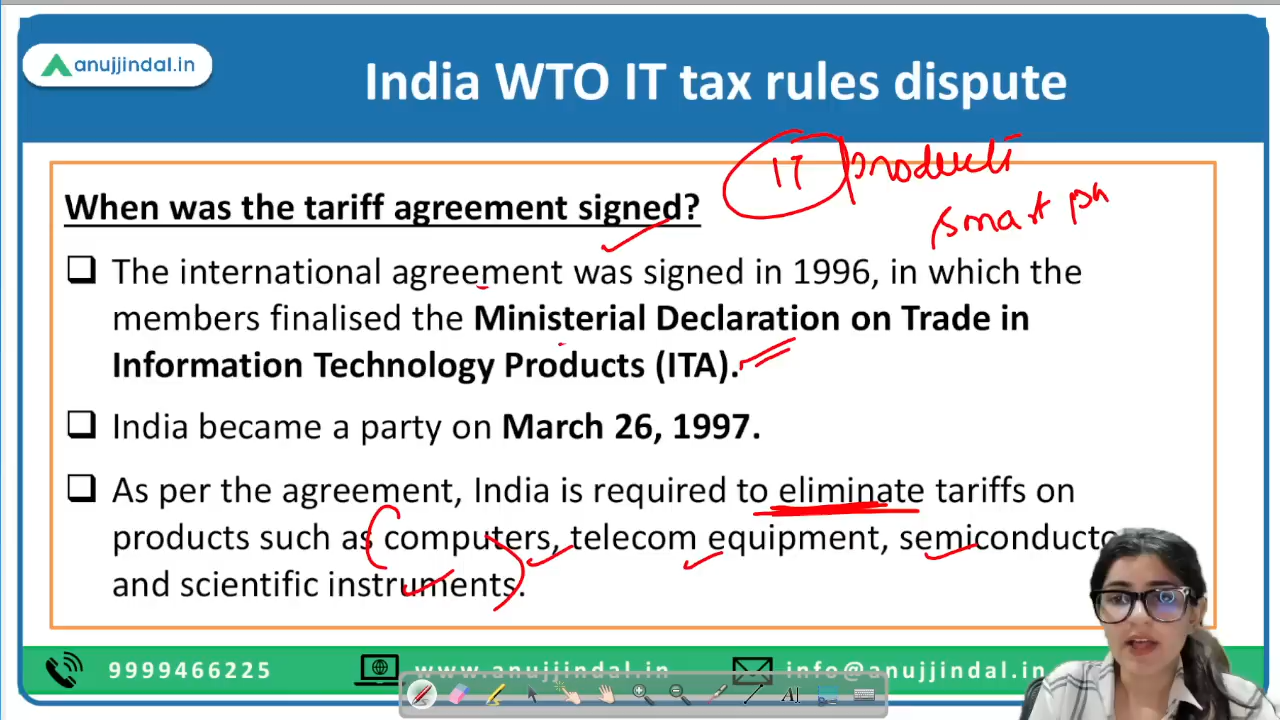 anujjindal.in
India WTO IT tax rules dispute
IT products
smart ph
When was the tariff agreement signed?
The international agreement was signed in 1996, in which the
members finalised the Ministerial Declaration on Trade in
Information Technology Products (ITA).
India became a party on March 26, 1997.
As per the agreement, India is required to eliminate tariffs on
products such as computers, telecom equipment, semiconducto
and scientific instruments.
9999466225
www.anujjindal.in
info@anujjindal.in
AI